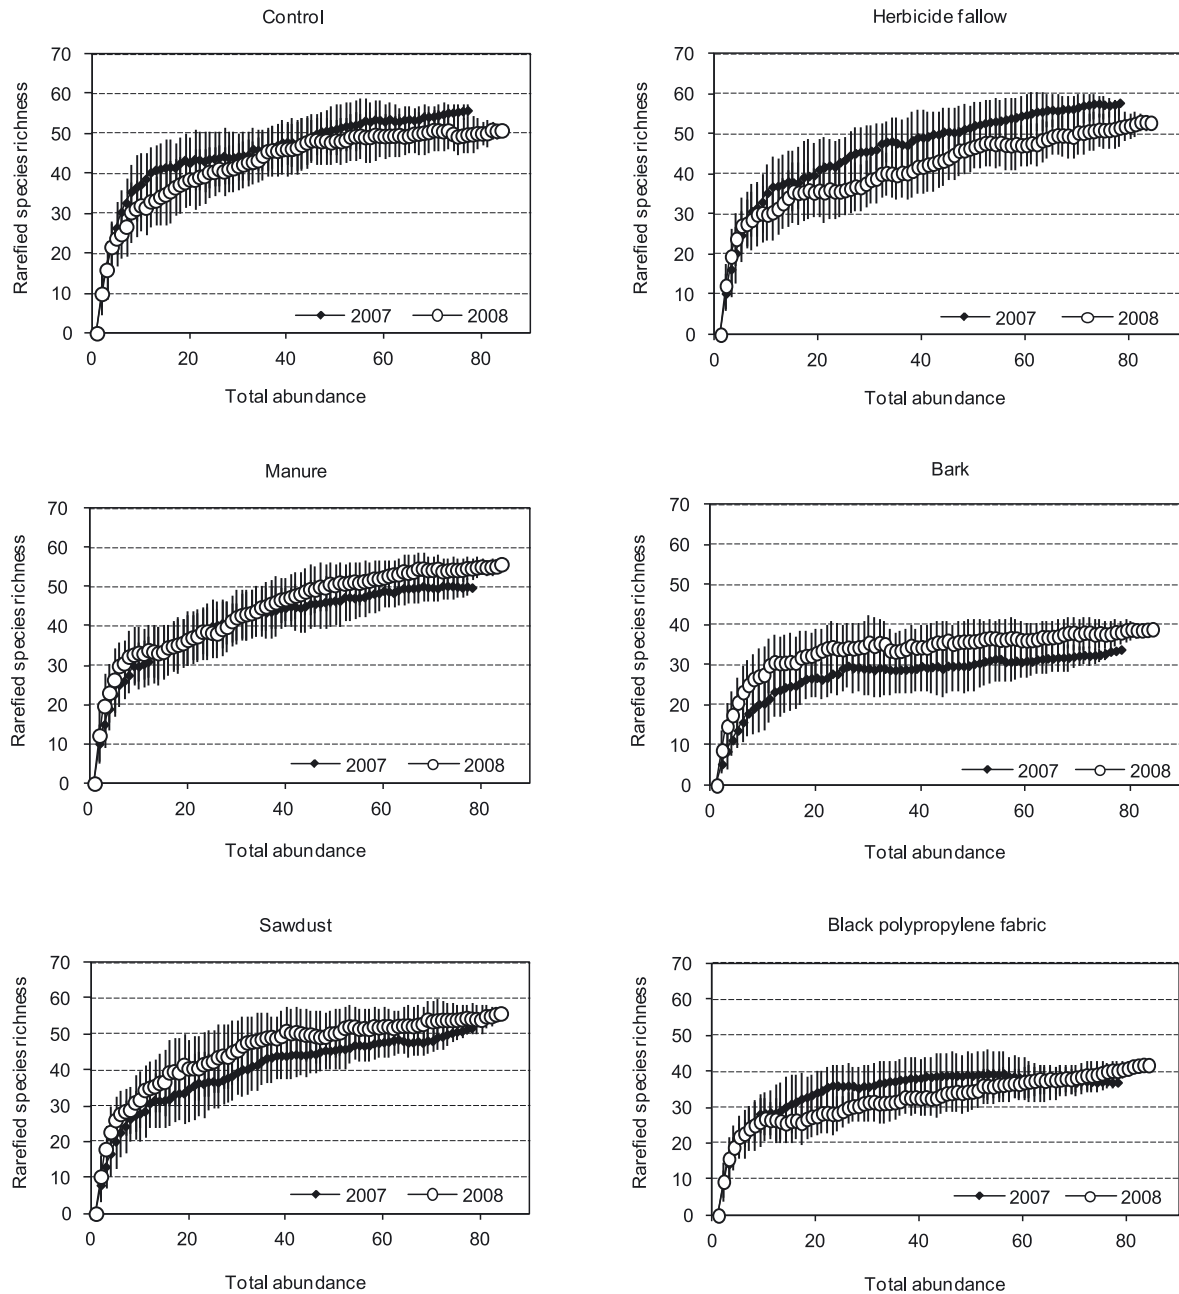 Control
Rarefied species richness
70
60
50
40
30
20
10
0
2007 2008
0 20 40 60 80
Total abundance
Herbicide fallow
Rarefied species richness
70
60
50
40
30
20
10
0
2007 2008
0 20 40 60 80
Total abundance
Manure
Rarefied species richness
70
60
50
40
30
20
10
0
2007 2008
0 20 40 60 80
Total abundance
Bark
Rarefied species richness
70
60
50
40
30
20
10
0
2007 2008
0 20 40 60 80
Total abundance
Sawdust
Rarefied species richness
70
60
50
40
30
20
10
0
2007 2008
0 20 40 60 80
Total abundance
Black polypropylene fabric
Rarefied species richness
70
60
50
40
30
20
10
0
2007 2008
0 20 40 60 80
Total abundance